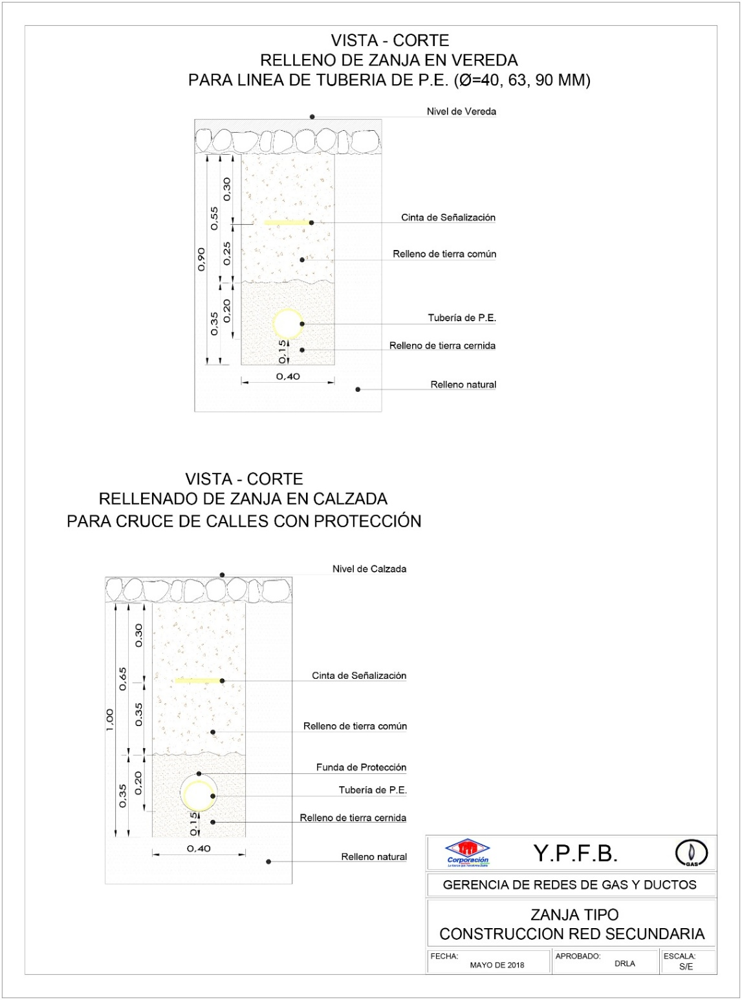 VISTA - CORTE
RELLENO DE ZANJA EN VEREDA
PARA LINEA DE TUBERIA DE P.E. (Ø=40, 63, 90 MM)
Nivel de Vereda
0,30
0,55
Cinta de Señalización
0,25
0,90
Relleno de tierra común
0,20
0,35
Tubería de P.E.
0,15
Relleno de tierra cernida
0,40
Relleno natural
VISTA - CORTE
RELLENADO DE ZANJA EN CALZADA
PARA CRUCE DE CALLES CON PROTECCIÓN
Nivel de Calzada
0.30
0,65
Cinta de Señalización
0.35
1,00
Relleno de tierra común
Funda de Protección
0,20
0,35
Tubería de P.E.
Relleno de tierra cernida
0.15
0,40
Relleno natural
YPFB
Corporación
Y.P.F.B.
GAS
GERENCIA DE REDES DE GAS Y DUCTOS
ZANJA TIPO
CONSTRUCCION RED SECUNDARIA
FECHA:
MAYO DE 2018
APROBADO:
DRLA
ESCALA:
S/E